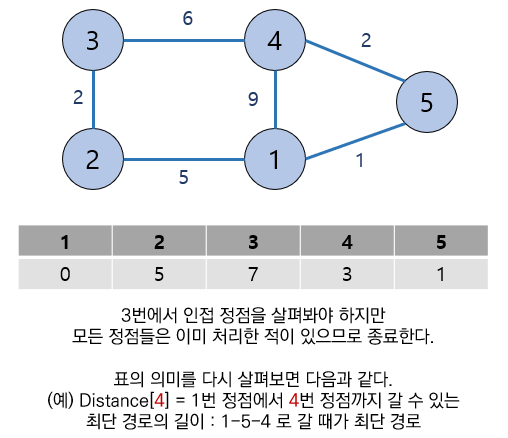 6
3
4
2
5
2
9
2
1
5
1
1 2 3 4 5
0 5 7 3 1
3번에서 인접 정점을 살펴봐야 하지만
모든 정점들은 이미 처리한 적이 있으므로 종료한다.
표의 의미를 다시 살펴보면 다음과 같다.
(예) Distance[4] = 1번 정점에서 4번 정점까지 갈 수 있는
최단 경로의 길이 : 1-5-4 로 갈 때가 최단 경로